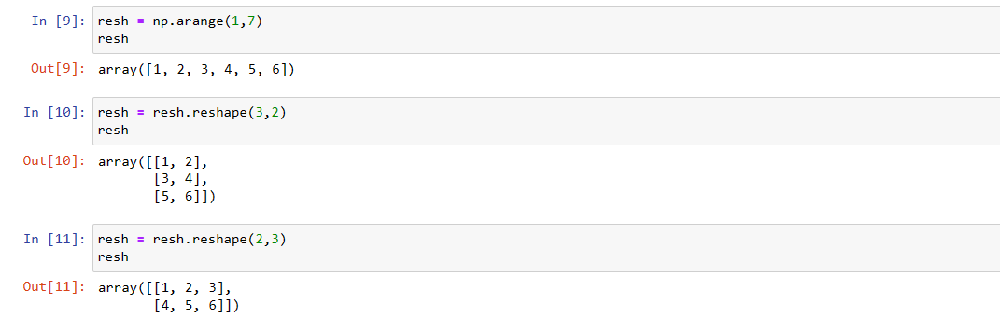 In [9]: resh = np.arange(1,7)
resh
Out[9]: array([1, 2, 3, 4, 5, 6])
In [10]: resh = resh.reshape(3,2)
resh
Out[10]: array([[1, 2],
[3, 4],
[5, 6]])
In [11]: resh = resh.reshape(2,3)
resh
Out[11]: array([[1, 2, 3],
[4, 5, 6]])